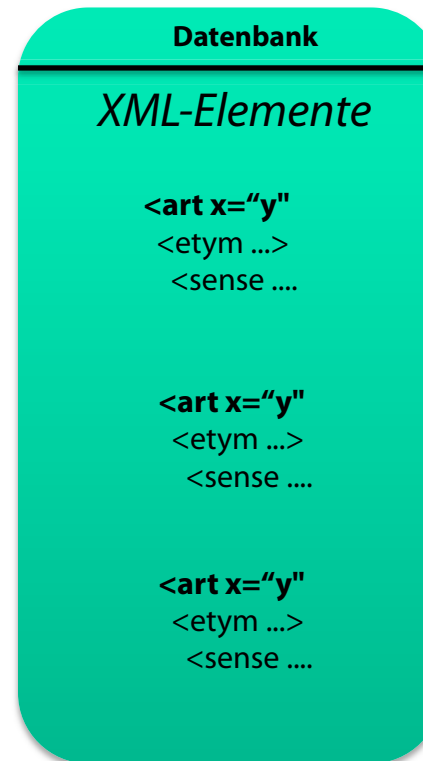 Datenbank
XML-Elemente
<art x=“y"
<etym ...>
<sense ....
<art x=“y"
<etym ...>
<sense ....
<art x=“y"
<etym ...>
<sense ....